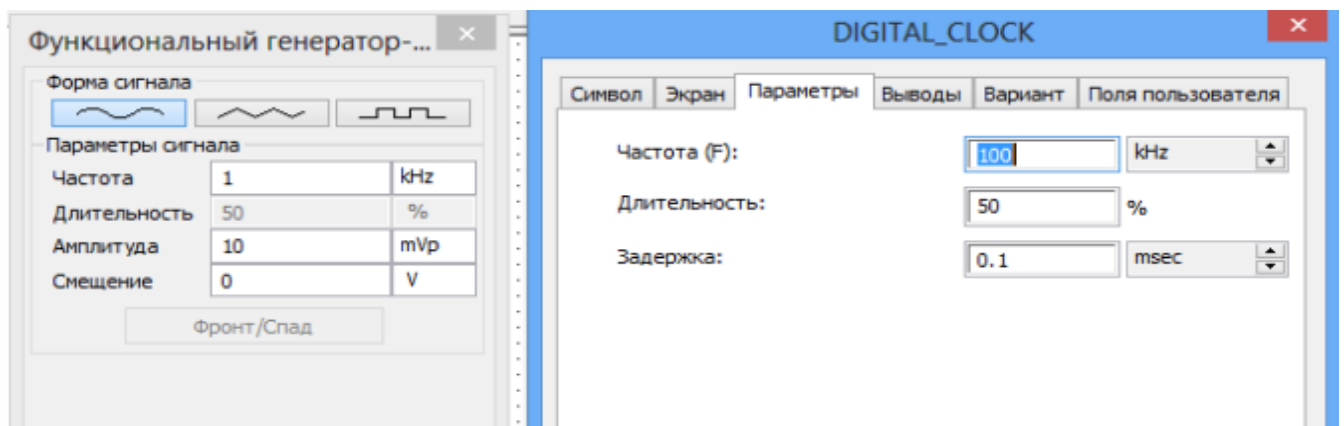 Функциональный генератор-...
Форма сигнала
Параметры сигнала
Частота 1 kHz
Длительность 50 %
Амплитуда 10 mVp
Смещение 0 V
Фронт/Спад
DIGITAL_CLOCK
Символ Экран Параметры Выводы Вариант Поля пользователя
Частота (F): 100 kHz
Длительность: 50 %
Задержка: 0.1 msec